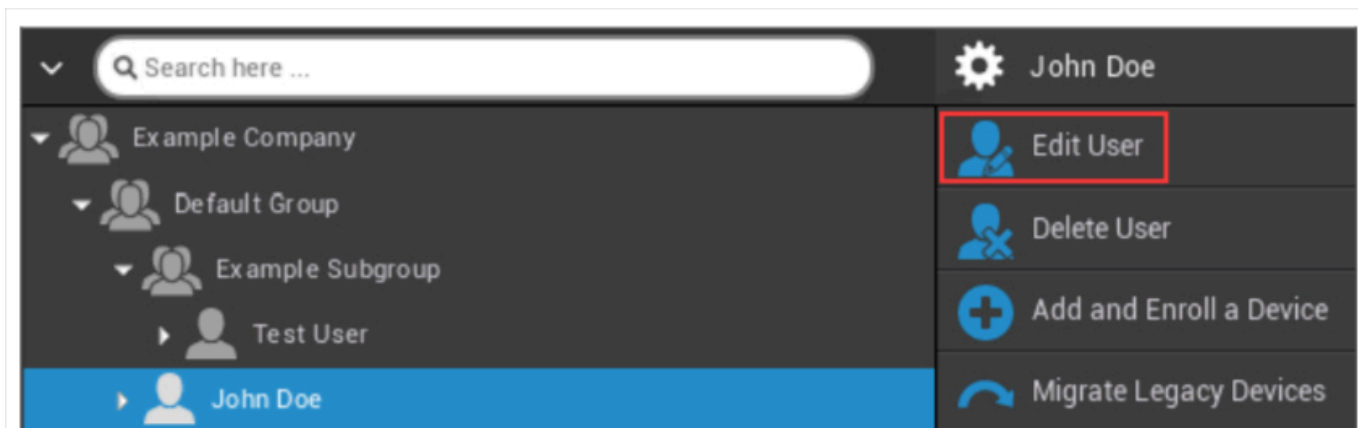 Search here ...
John Doe
Example Company
Edit User
Default Group
Delete User
Example Subgroup
Add and Enroll a Device
Test User
Migrate Legacy Devices
John Doe